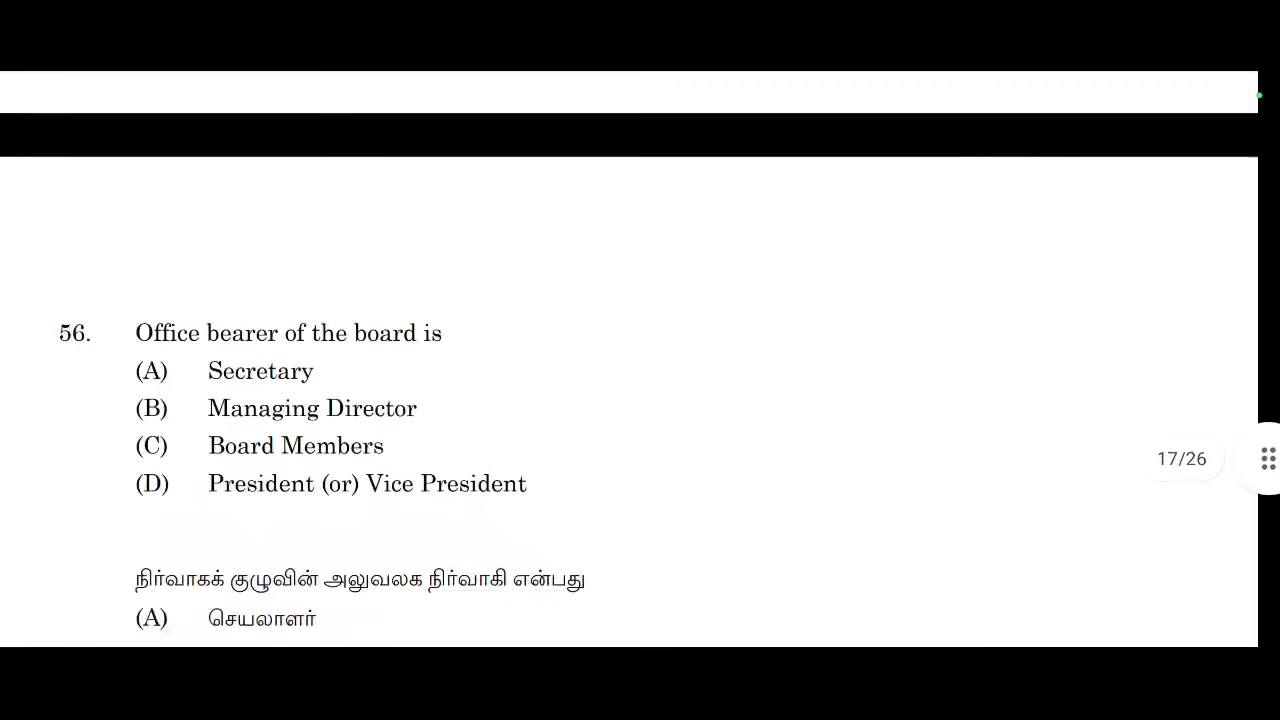 56. Office bearer of the board is
(A) Secretary
(B) Managing Director
(C) Board Members
(D) President (or) Vice President
17/26
நிர்வாகக் குழுவின் அலுவலக நிர்வாகி என்பது
(A) செயலாளர்